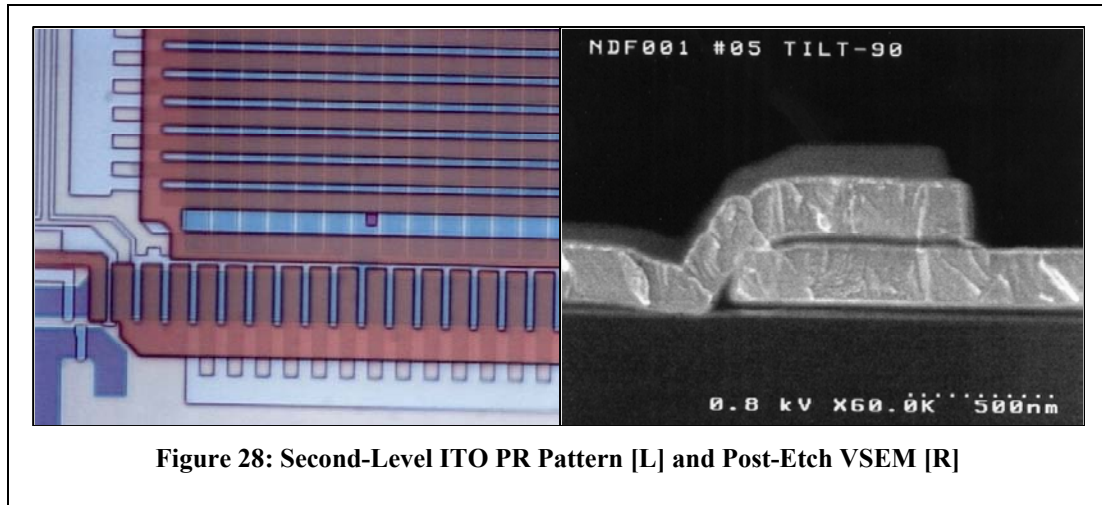 NDF001 #05 TILT-90
0.8 kV X60.0K 500nm
Figure 28: Second-Level ITO PR Pattern [L] and Post-Etch VSEM [R]